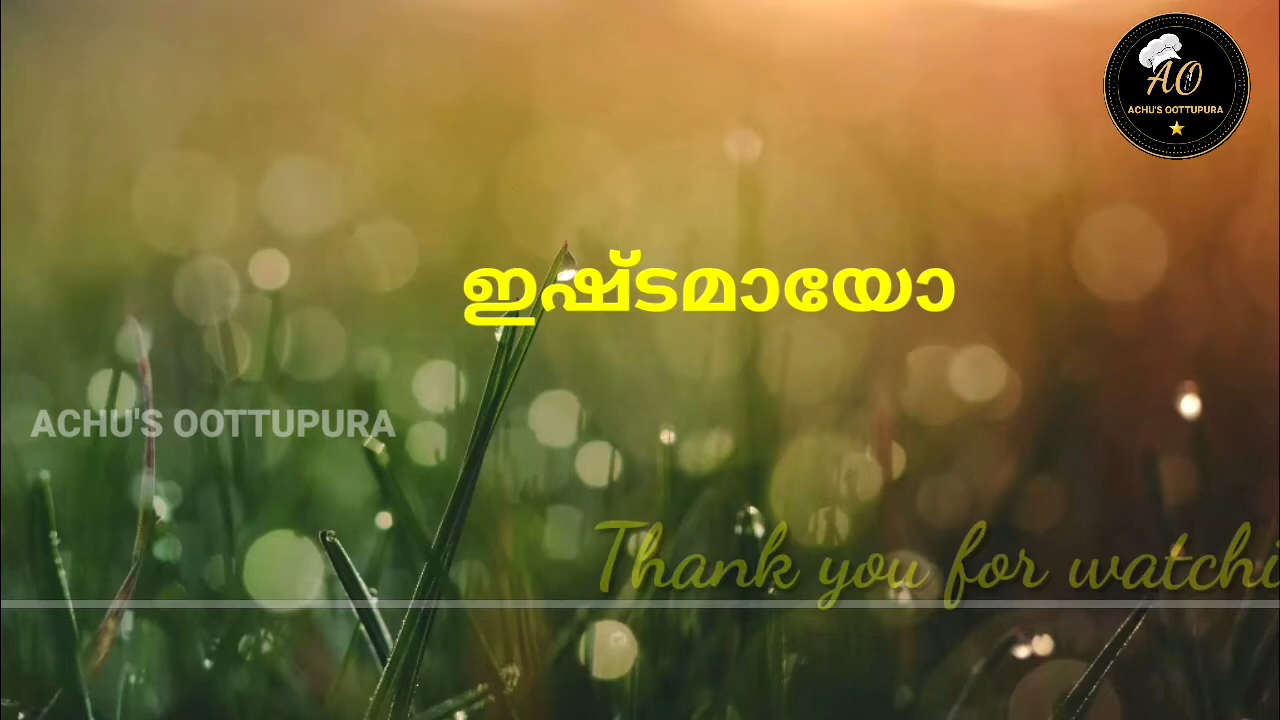 AO
ACHU'S OOTTUPURA
ഇഷ്ടമായോ
ACHU'S OOTTUPURA
Thank you for watchi